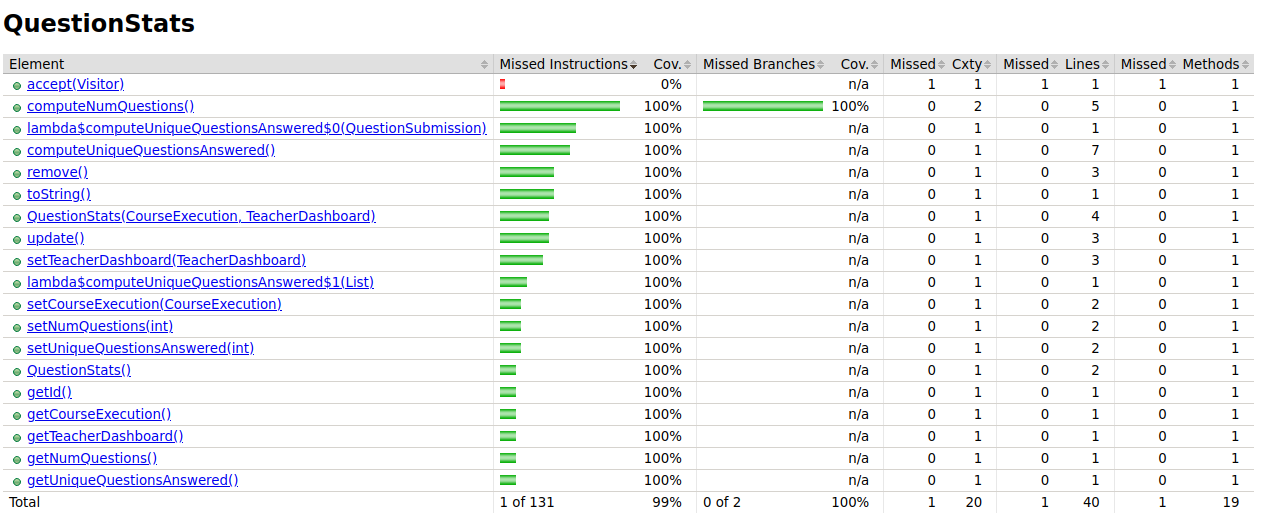 QuestionStats
Element Missed Instructions Cov. Missed Branches Cov. Missed Cxty Missed Lines Missed Methods
accept(Visitor) 0% n/a 1 1 1 1 1 1
computeNumQuestions() 100% 100% 0 2 0 5 0 1
lambda$computeUniqueQuestionsAnswered$0(QuestionSubmission) 100% n/a 0 1 0 1 0 1
computeUniqueQuestionsAnswered() 100% n/a 0 1 0 7 0 1
remove() 100% n/a 0 1 0 3 0 1
toString() 100% n/a 0 1 0 1 0 1
QuestionStats(CourseExecution, TeacherDashboard) 100% n/a 0 1 0 4 0 1
update() 100% n/a 0 1 0 3 0 1
setTeacherDashboard(TeacherDashboard) 100% n/a 0 1 0 3 0 1
lambda$computeUniqueQuestionsAnswered$1(List) 100% n/a 0 1 0 1 0 1
setCourseExecution(CourseExecution) 100% n/a 0 1 0 2 0 1
setNumQuestions(int) 100% n/a 0 1 0 2 0 1
setUniqueQuestionsAnswered(int) 100% n/a 0 1 0 2 0 1
QuestionStats() 100% n/a 0 1 0 2 0 1
getId() 100% n/a 0 1 0 1 0 1
getCourseExecution() 100% n/a 0 1 0 1 0 1
getTeacherDashboard() 100% n/a 0 1 0 1 0 1
getNumQuestions() 100% n/a 0 1 0 1 0 1
getUniqueQuestionsAnswered() 100% n/a 0 1 0 1 0 1
Total 1 of 131 99% 0 of 2 100% 1 20 1 40 1 19